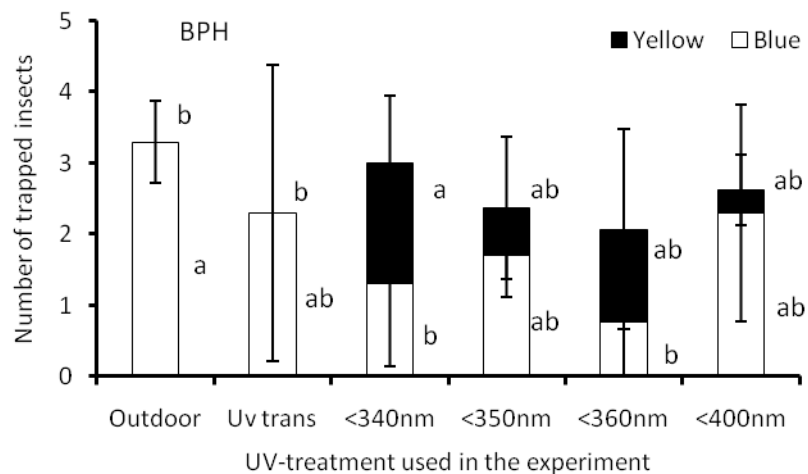 BPH
Yellow Blue
Number of trapped insects
5
4
3
2
1
0
b
a
b
ab
a
b
ab
ab
ab
b
ab
ab
Outdoor Uv trans <340nm <350nm <360nm <400nm
UV-treatment used in the experiment